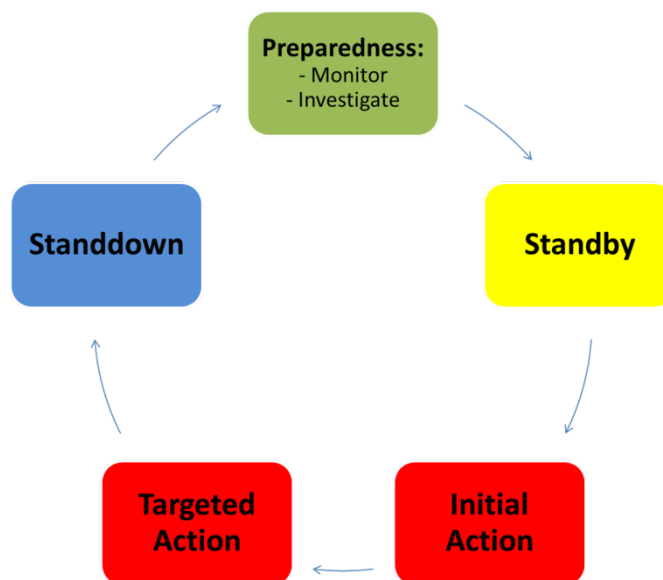 Preparedness:
- Monitor
- Investigate
Standby
Initial
Action
Targeted
Action
Standdown